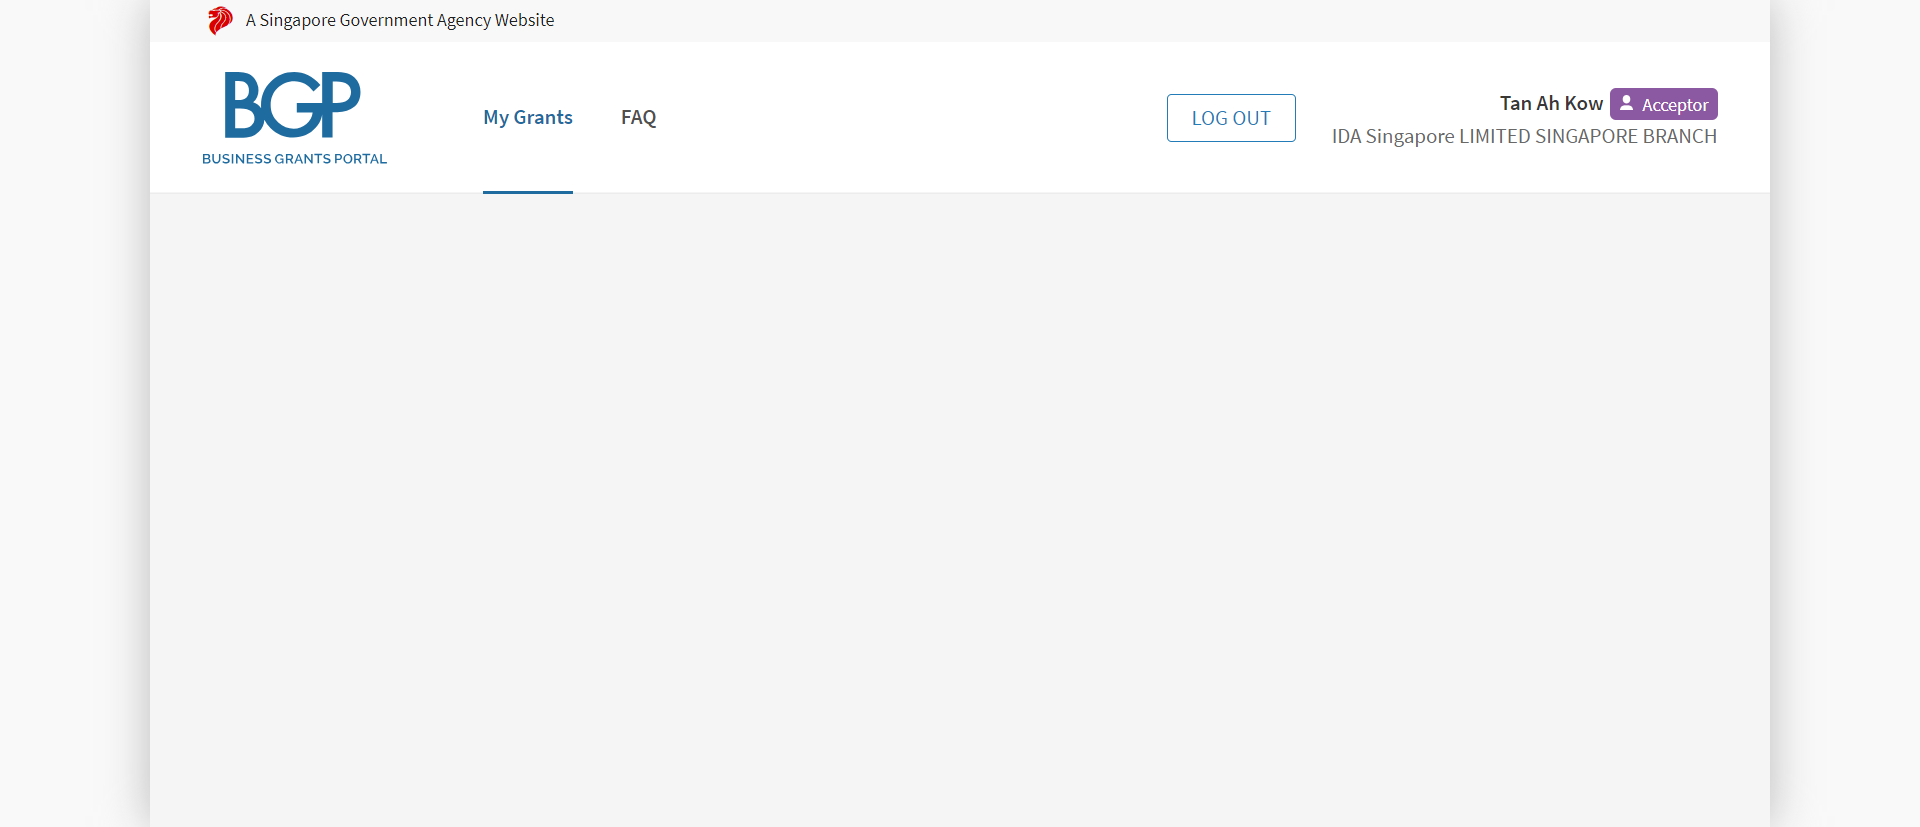 A Singapore Government Agency Website
BGP
BUSINESS GRANTS PORTAL
My Grants
FAQ
LOG OUT
Tan Ah Kow
Acceptor
IDA Singapore LIMITED SINGAPORE BRANCH